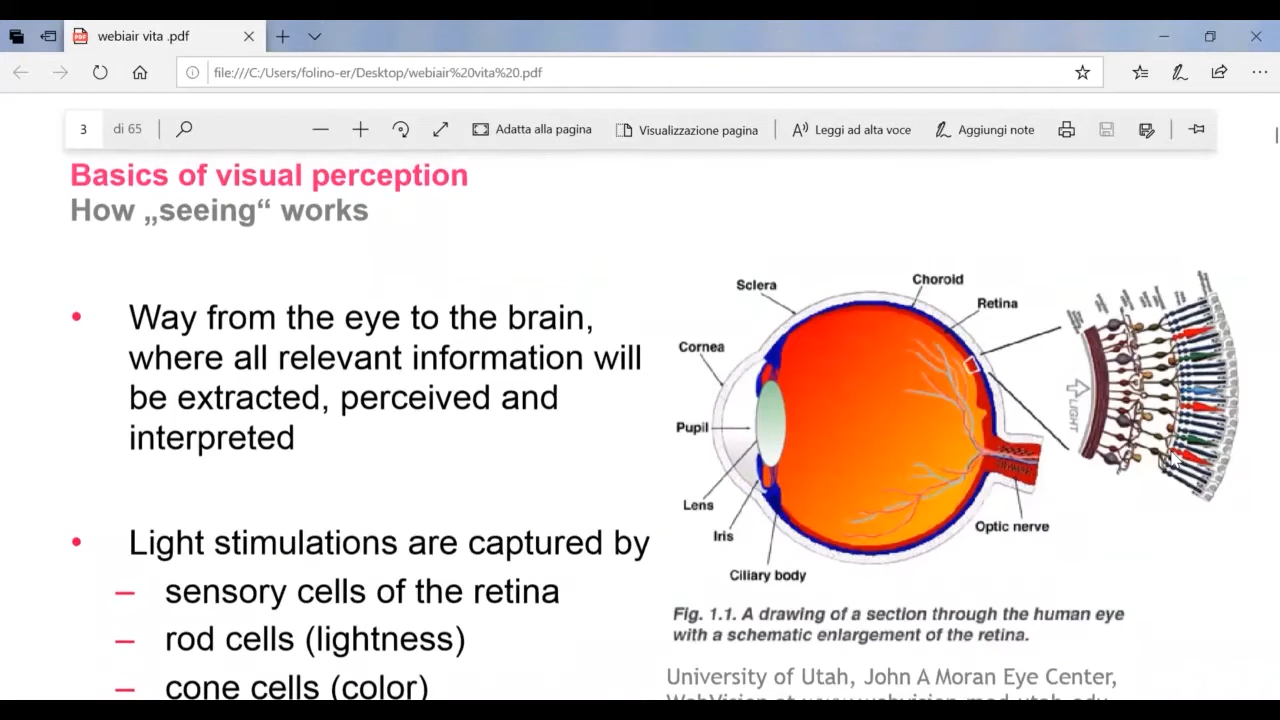 webiair vita .pdf
file:///C:/Users/folino-er/Desktop/webiair%20vita%20.pdf
3 di 65 Adatta alla pagina Visualizzazione pagina Leggi ad alta voce Aggiungi note
Basics of visual perception
How „seeing“ works
• Way from the eye to the brain,
where all relevant information will
be extracted, perceived and
interpreted
• Light stimulations are captured by
– sensory cells of the retina
– rod cells (lightness)
– cone cells (color)
Choroid
Sclera
Retina
Cornea
Pupil
Lens
Iris
Optic nerve
Ciliary body
LIGHT
Fig. 1.1. A drawing of a section through the human eye
with a schematic enlargement of the retina.
University of Utah, John A Moran Eye Center,